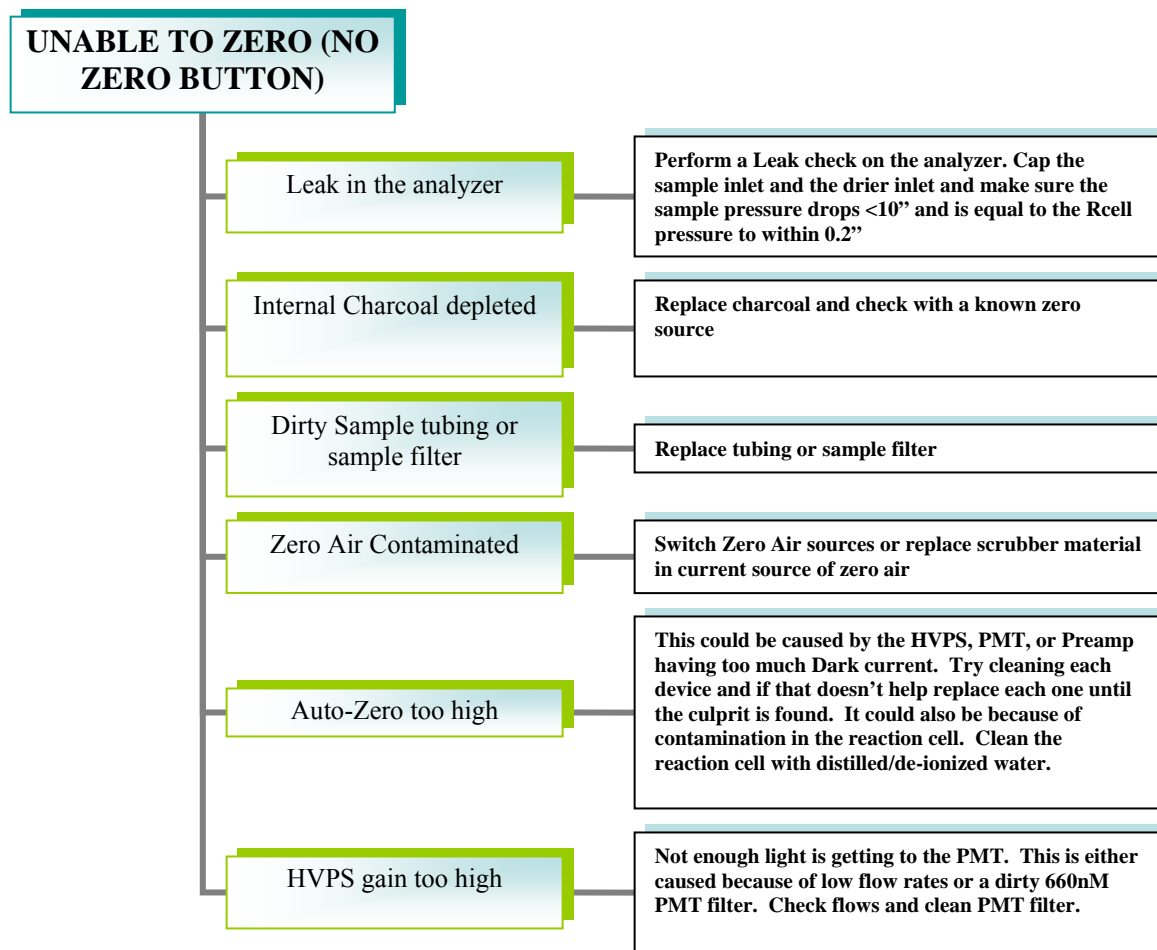 UNABLE TO ZERO (NO
ZERO BUTTON)
Leak in the analyzer
Perform a Leak check on the analyzer. Cap the
sample inlet and the drier inlet and make sure the
sample pressure drops <10” and is equal to the Rcell
pressure to within 0.2”
Internal Charcoal depleted
Replace charcoal and check with a known zero
source
Dirty Sample tubing or
sample filter
Replace tubing or sample filter
Zero Air Contaminated
Switch Zero Air sources or replace scrubber material
in current source of zero air
Auto-Zero too high
This could be caused by the HVPS, PMT, or Preamp
having too much Dark current.  Try cleaning each
device and if that doesn’t help replace each one until
the culprit is found.  It could also be because of
contamination in the reaction cell.  Clean the
reaction cell with distilled/de-ionized water.
HVPS gain too high
Not enough light is getting to the PMT.  This is either
caused because of low flow rates or a dirty 660nM
PMT filter.  Check flows and clean PMT filter.